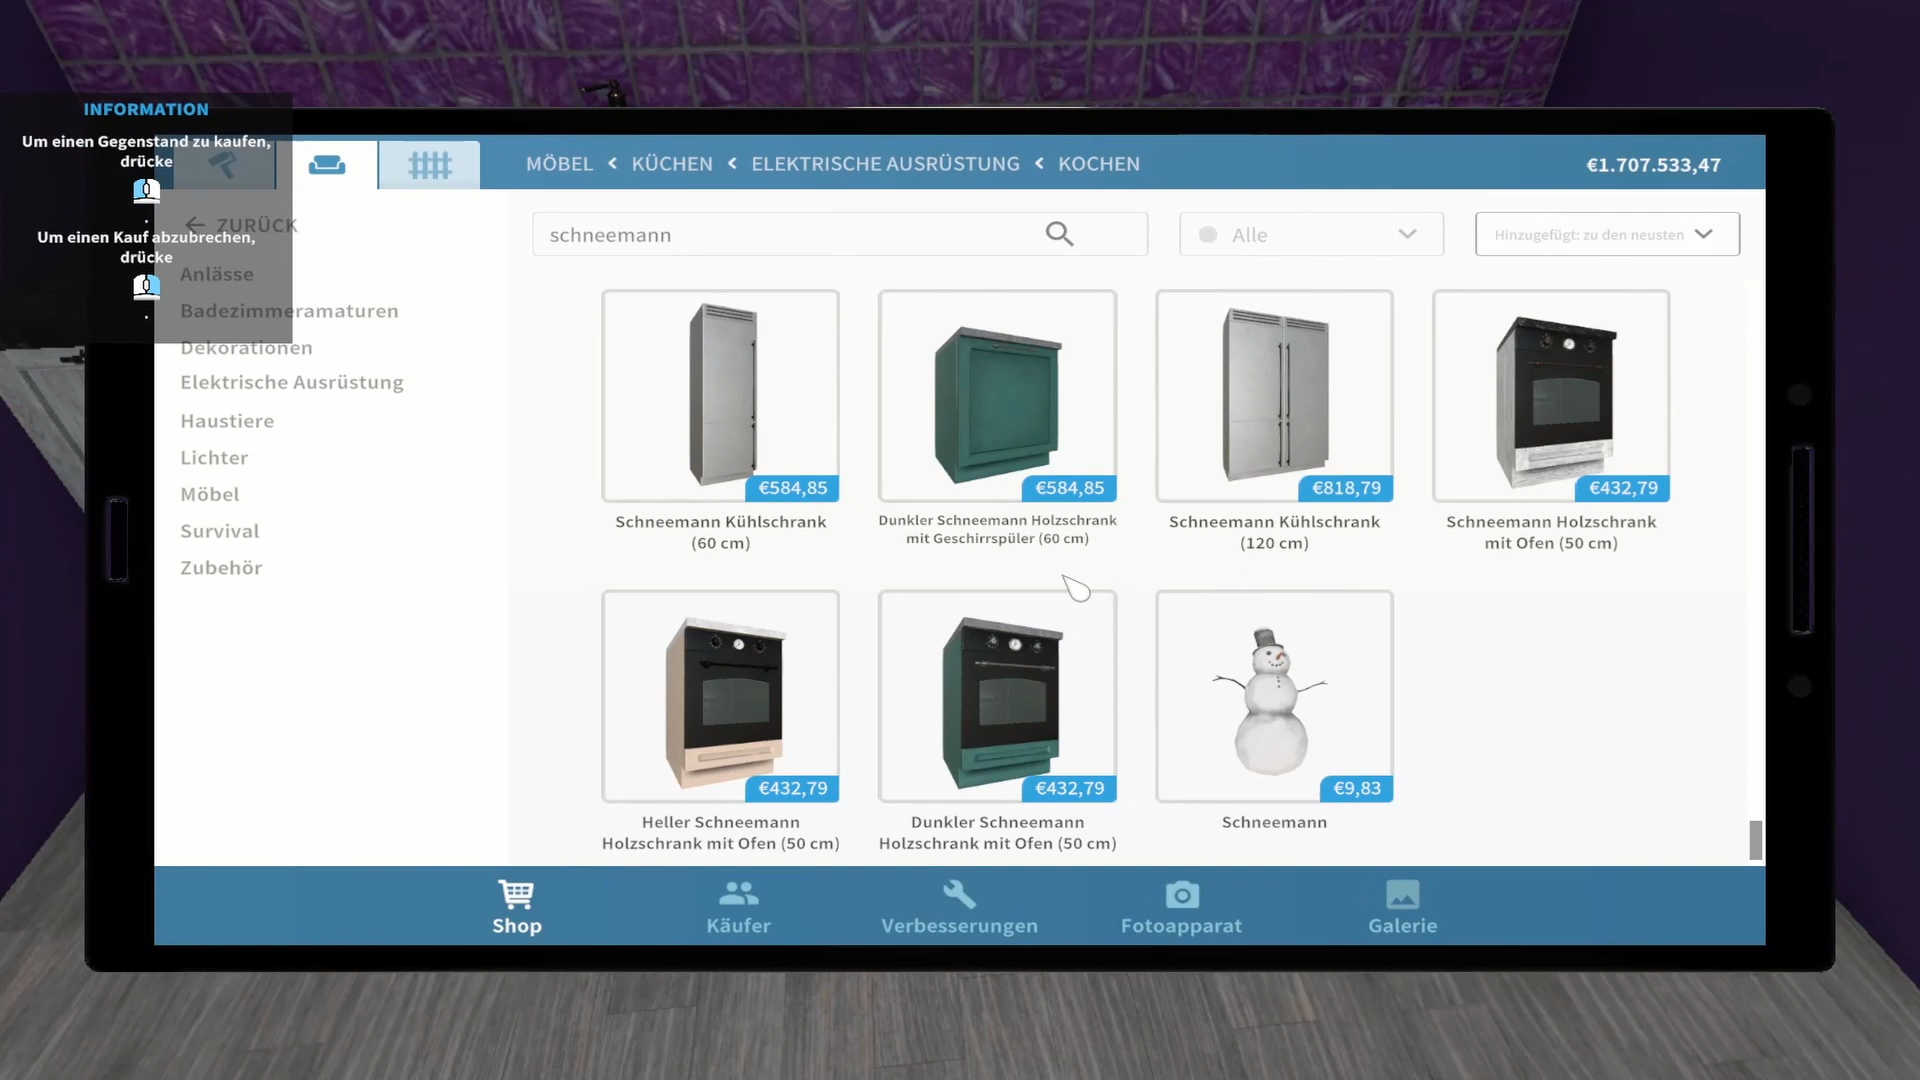 INFORMATION
Um einen Gegenstand zu kaufen,
drücke
.
Um einen Kauf abzubrechen,
drücke
.
MÖBEL < KÜCHEN < ELEKTRISCHE AUSRÜSTUNG < KOCHEN
€1.707.533,47
← ZURÜCK
schneemann
Alle
Hinzugefügt: zu den neusten
Anlässe
Badezimmeramaturen
Dekorationen
Elektrische Ausrüstung
Haustiere
Lichter
Möbel
Survival
Zubehör
€584,85
Schneemann Kühlschrank
(60 cm)
€584,85
Dunkler Schneemann Holzschrank
mit Geschirrspüler (60 cm)
€818,79
Schneemann Kühlschrank
(120 cm)
€432,79
Schneemann Holzschrank
mit Ofen (50 cm)
€432,79
Heller Schneemann
Holzschrank mit Ofen (50 cm)
€432,79
Dunkler Schneemann
Holzschrank mit Ofen (50 cm)
€9,83
Schneemann
Shop
Käufer
Verbesserungen
Fotoapparat
Galerie